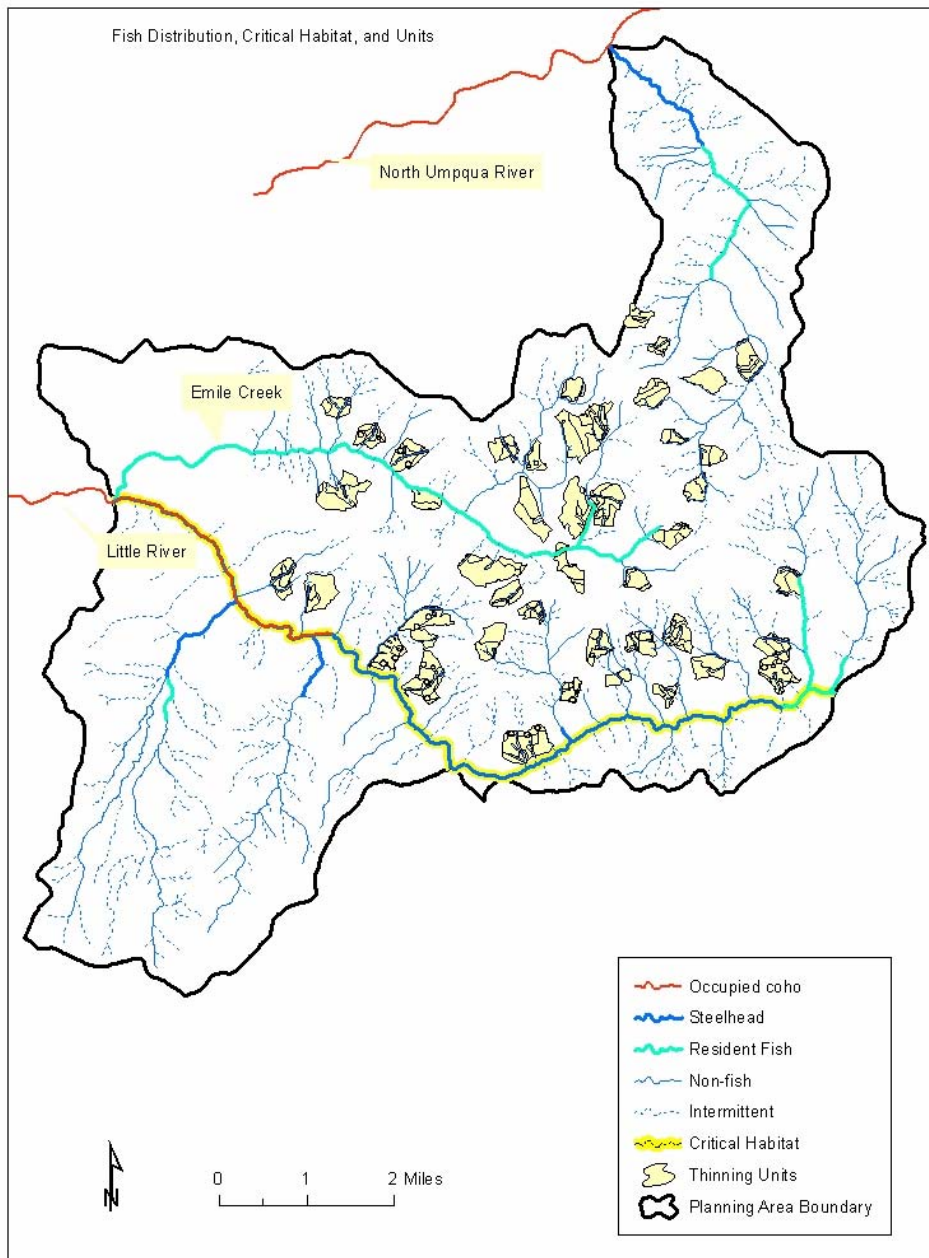 Fish Distribution, Critical Habitat, and Units
North Umpqua River
Emile Creek
Little River
Occupied coho
Steelhead
Resident Fish
Non-fish
Intermittent
Critical Habitat
Thinning Units
Planning Area Boundary
N
0 1 2 Miles